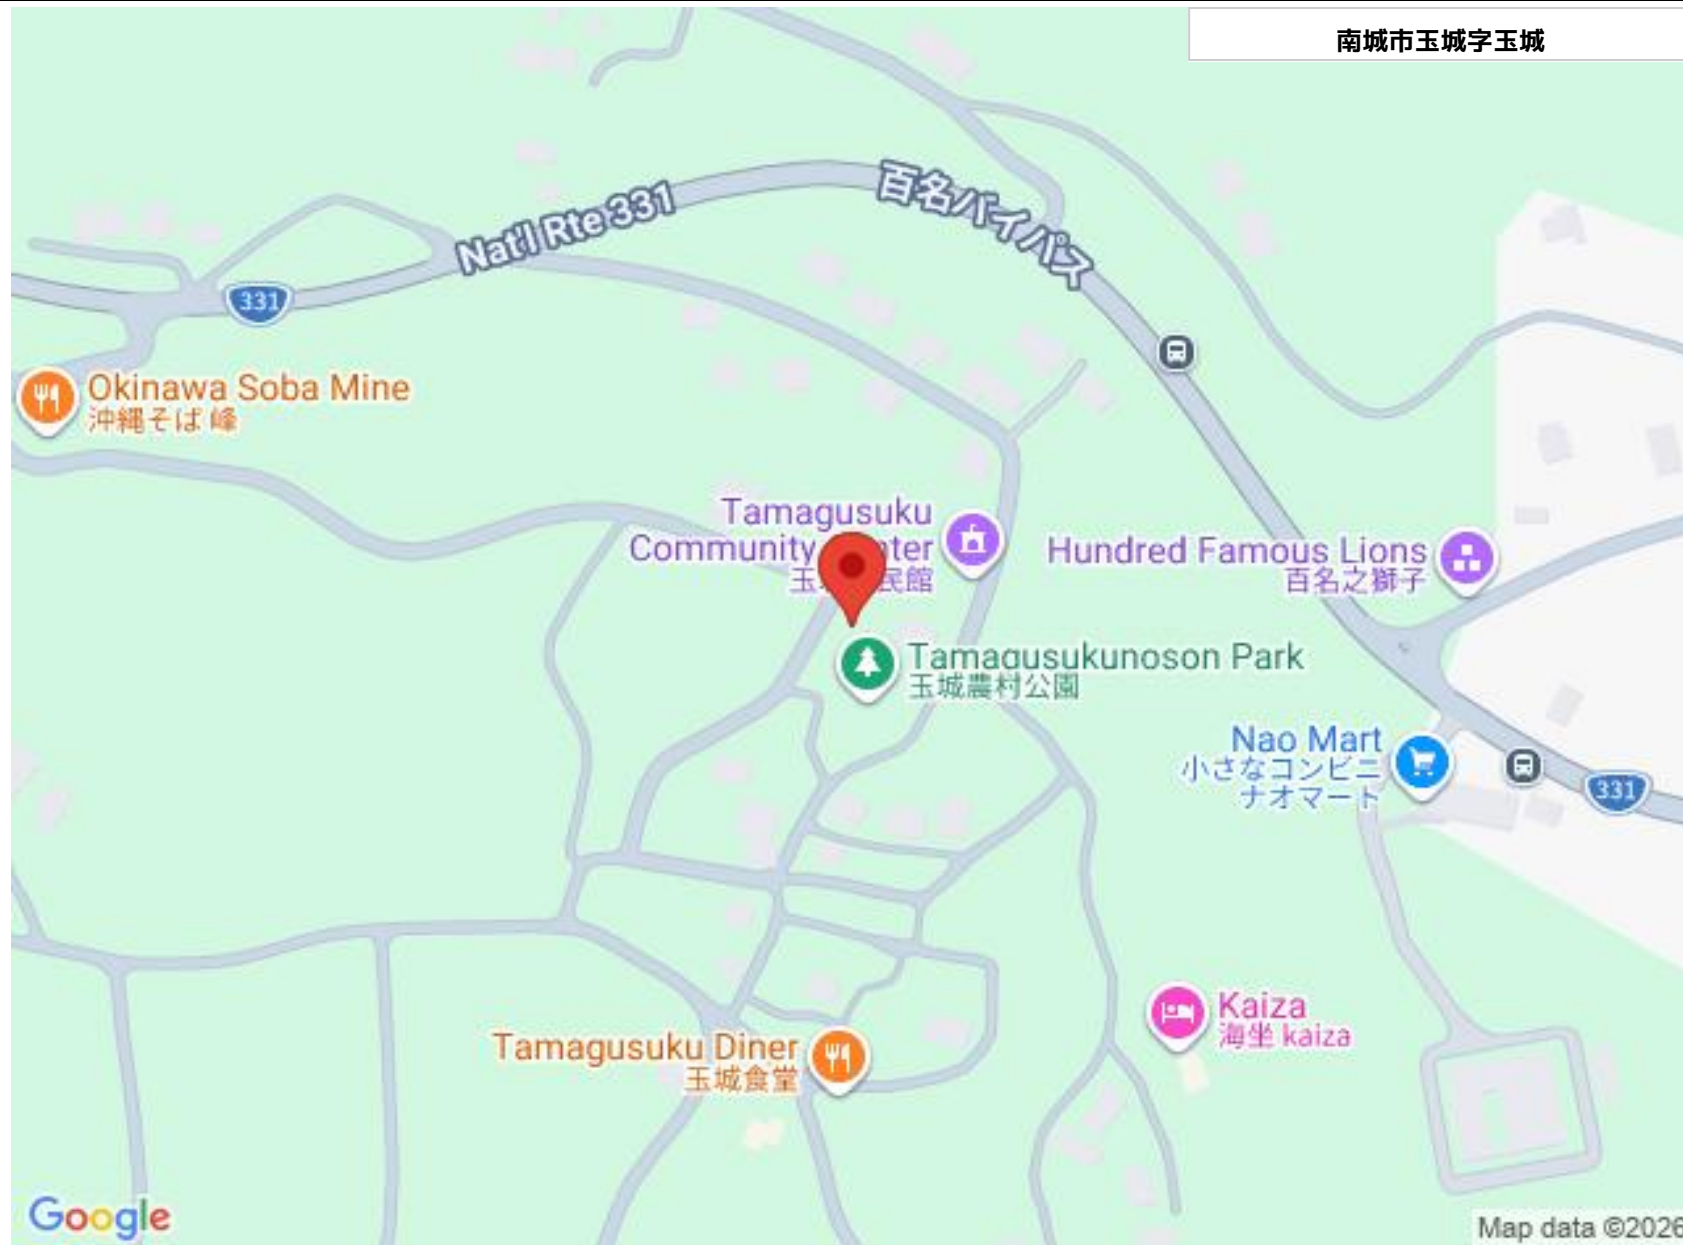 南城市玉城字玉城
百名バイパス
Nat'l Rte 331
331
Okinawa Soba Mine
沖縄そば 峰
Tamagusuku
Community
民館
Hundred Famous Lions
百名之獅子
Tamagusukunoson Park
玉城農村公園
Nao Mart
小さなコンビニ
ナオマート
331
Kaiza
海坐 kaiza
Tamagusuku Diner
玉城食堂
Google
Map data ©2026